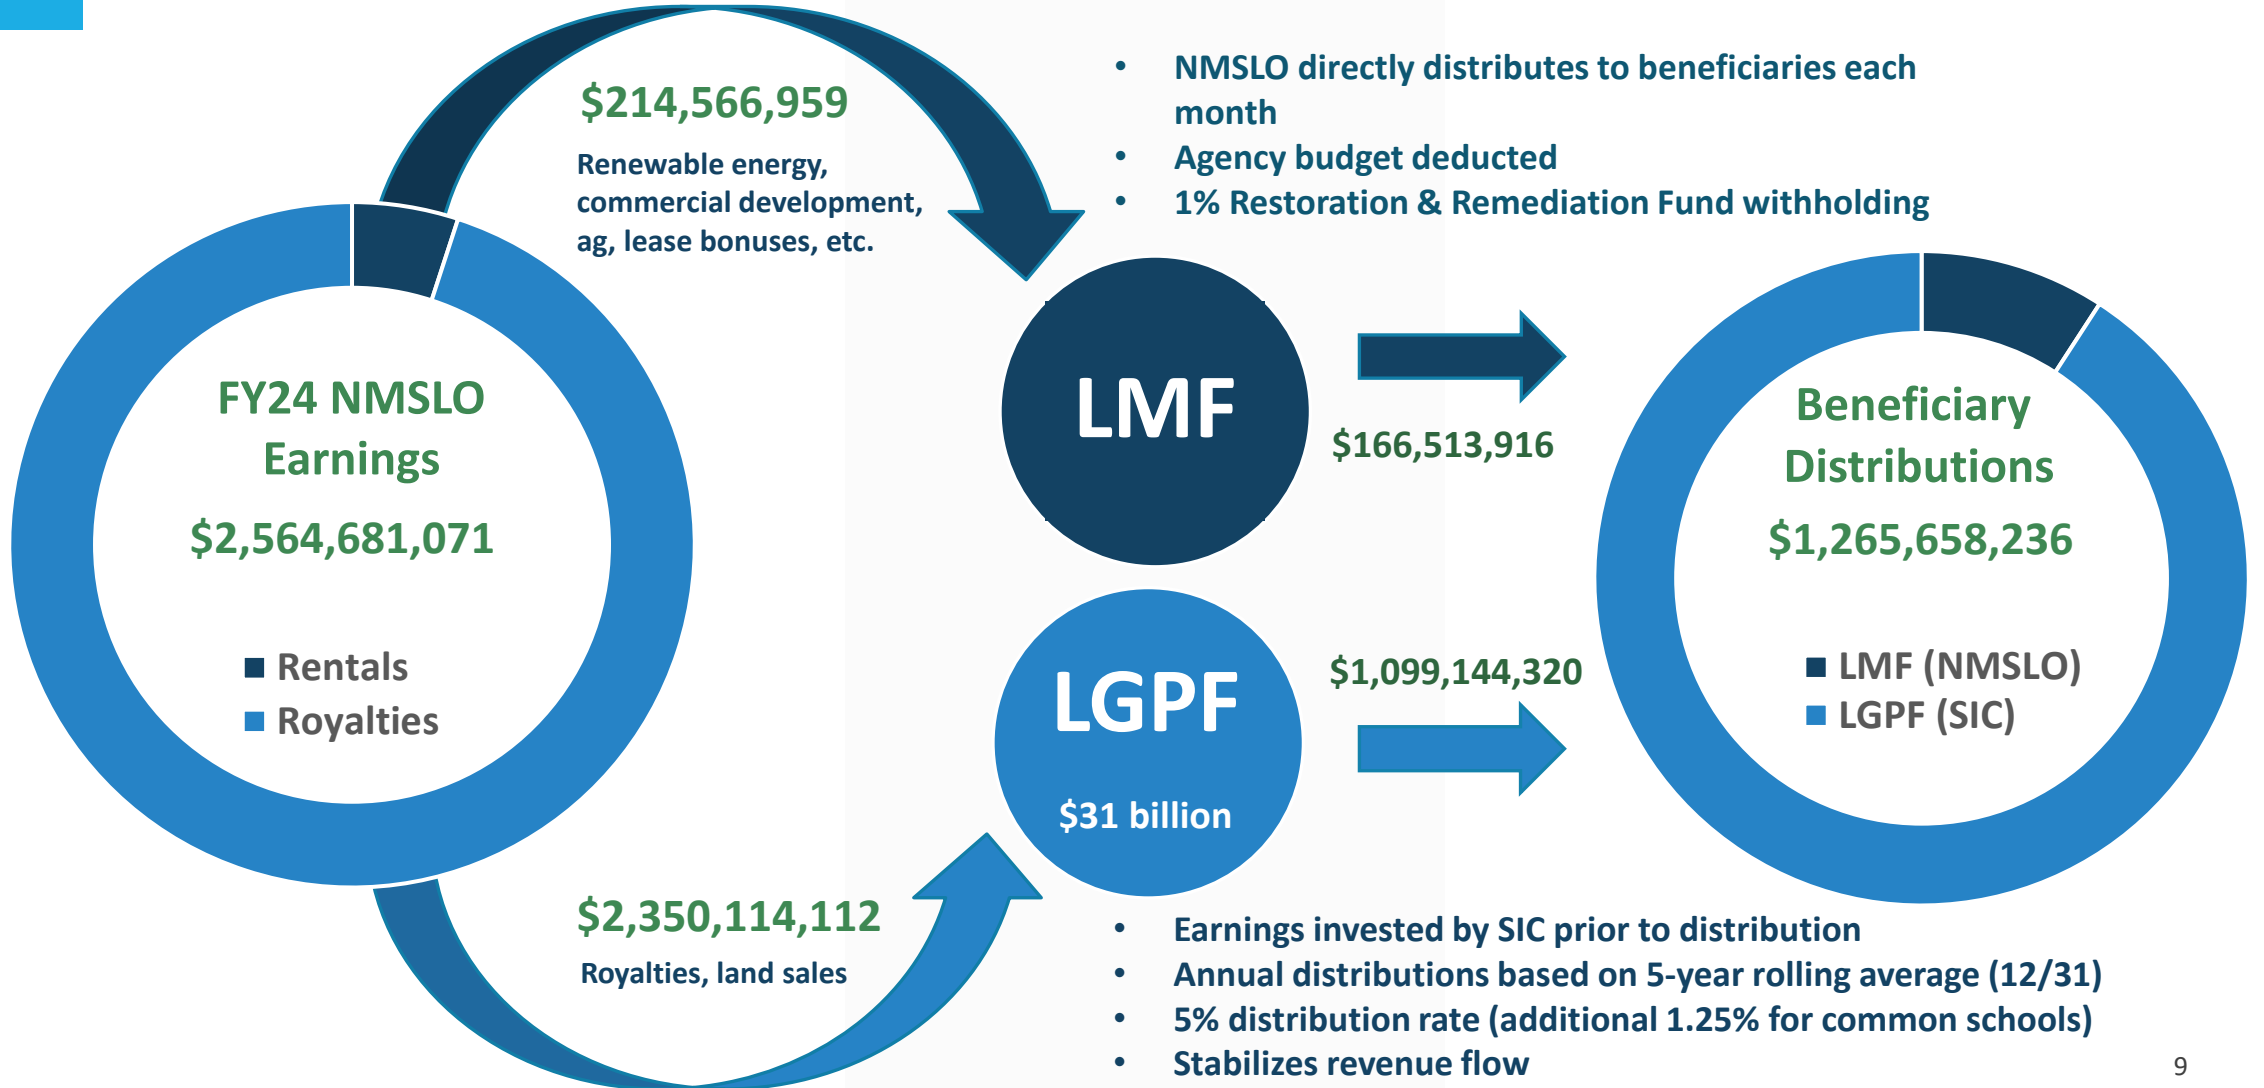 FY24 NMSLO
Earnings
$2,564,681,071
Rentals
Royalties
$214,566,959
Renewable energy,
commercial development,
ag, lease bonuses, etc.
• NMSLO directly distributes to beneficiaries each
month
• Agency budget deducted
• 1% Restoration & Remediation Fund withholding
LMF
$166,513,916
LGPF
$31 billion
$1,099,144,320
Beneficiary
Distributions
$1,265,658,236
LMF (NMSLO)
LGPF (SIC)
$2,350,114,112
Royalties, land sales
• Earnings invested by SIC prior to distribution
• Annual distributions based on 5-year rolling average (12/31)
• 5% distribution rate (additional 1.25% for common schools)
• Stabilizes revenue flow
9